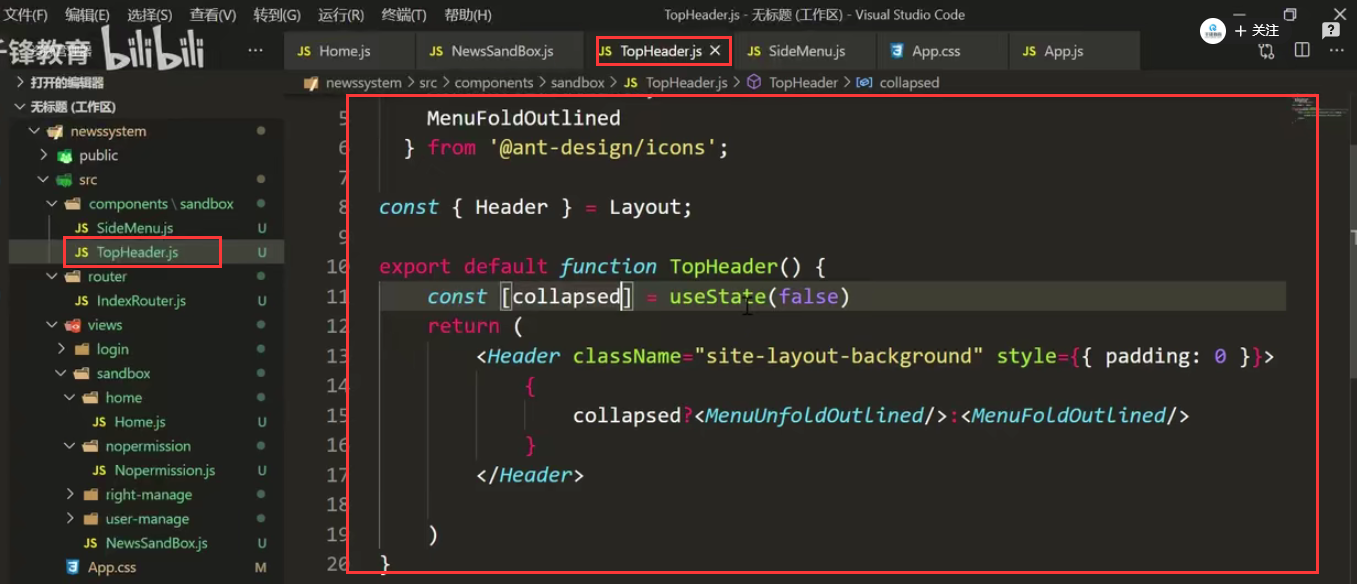 文件(F) 编辑(E) 选择(S) 查看(V) 转到(G) 运行(R) 终端(T) 帮助(H) TopHeader.js - 无标题 (工作区) - Visual Studio Code
+ 关注
锋教育 bilibili ···
JS Home.js JS NewsSandBox.js JS TopHeader.js × JS SideMenu.js App.css JS App.js
打开的编辑器
newssystem > src > components > sandbox > JS TopHeader.js > TopHeader > collapsed
无标题 (工作区)
newssystem
public
src
components \ sandbox
JS SideMenu.js U
JS TopHeader.js U
router
JS IndexRouter.js U
views
login
sandbox
home
JS Home.js U
nopermission
JS Nopermission.js U
right-manage
user-manage
JS NewsSandBox.js U
App.css M
5 MenuFoldOutlined
6 } from '@ant-design/icons';
7
8 const { Header } = Layout;
9
10 export default function TopHeader() {
11 const [collapsed] = useState(false)
12 return (
13 <Header className="site-layout-background" style={{ padding: 0 }}>
14 {
15 collapsed?<MenuUnfoldOutlined/>:<MenuFoldOutlined/>
16 }
17 </Header>
18
19 )
20 }